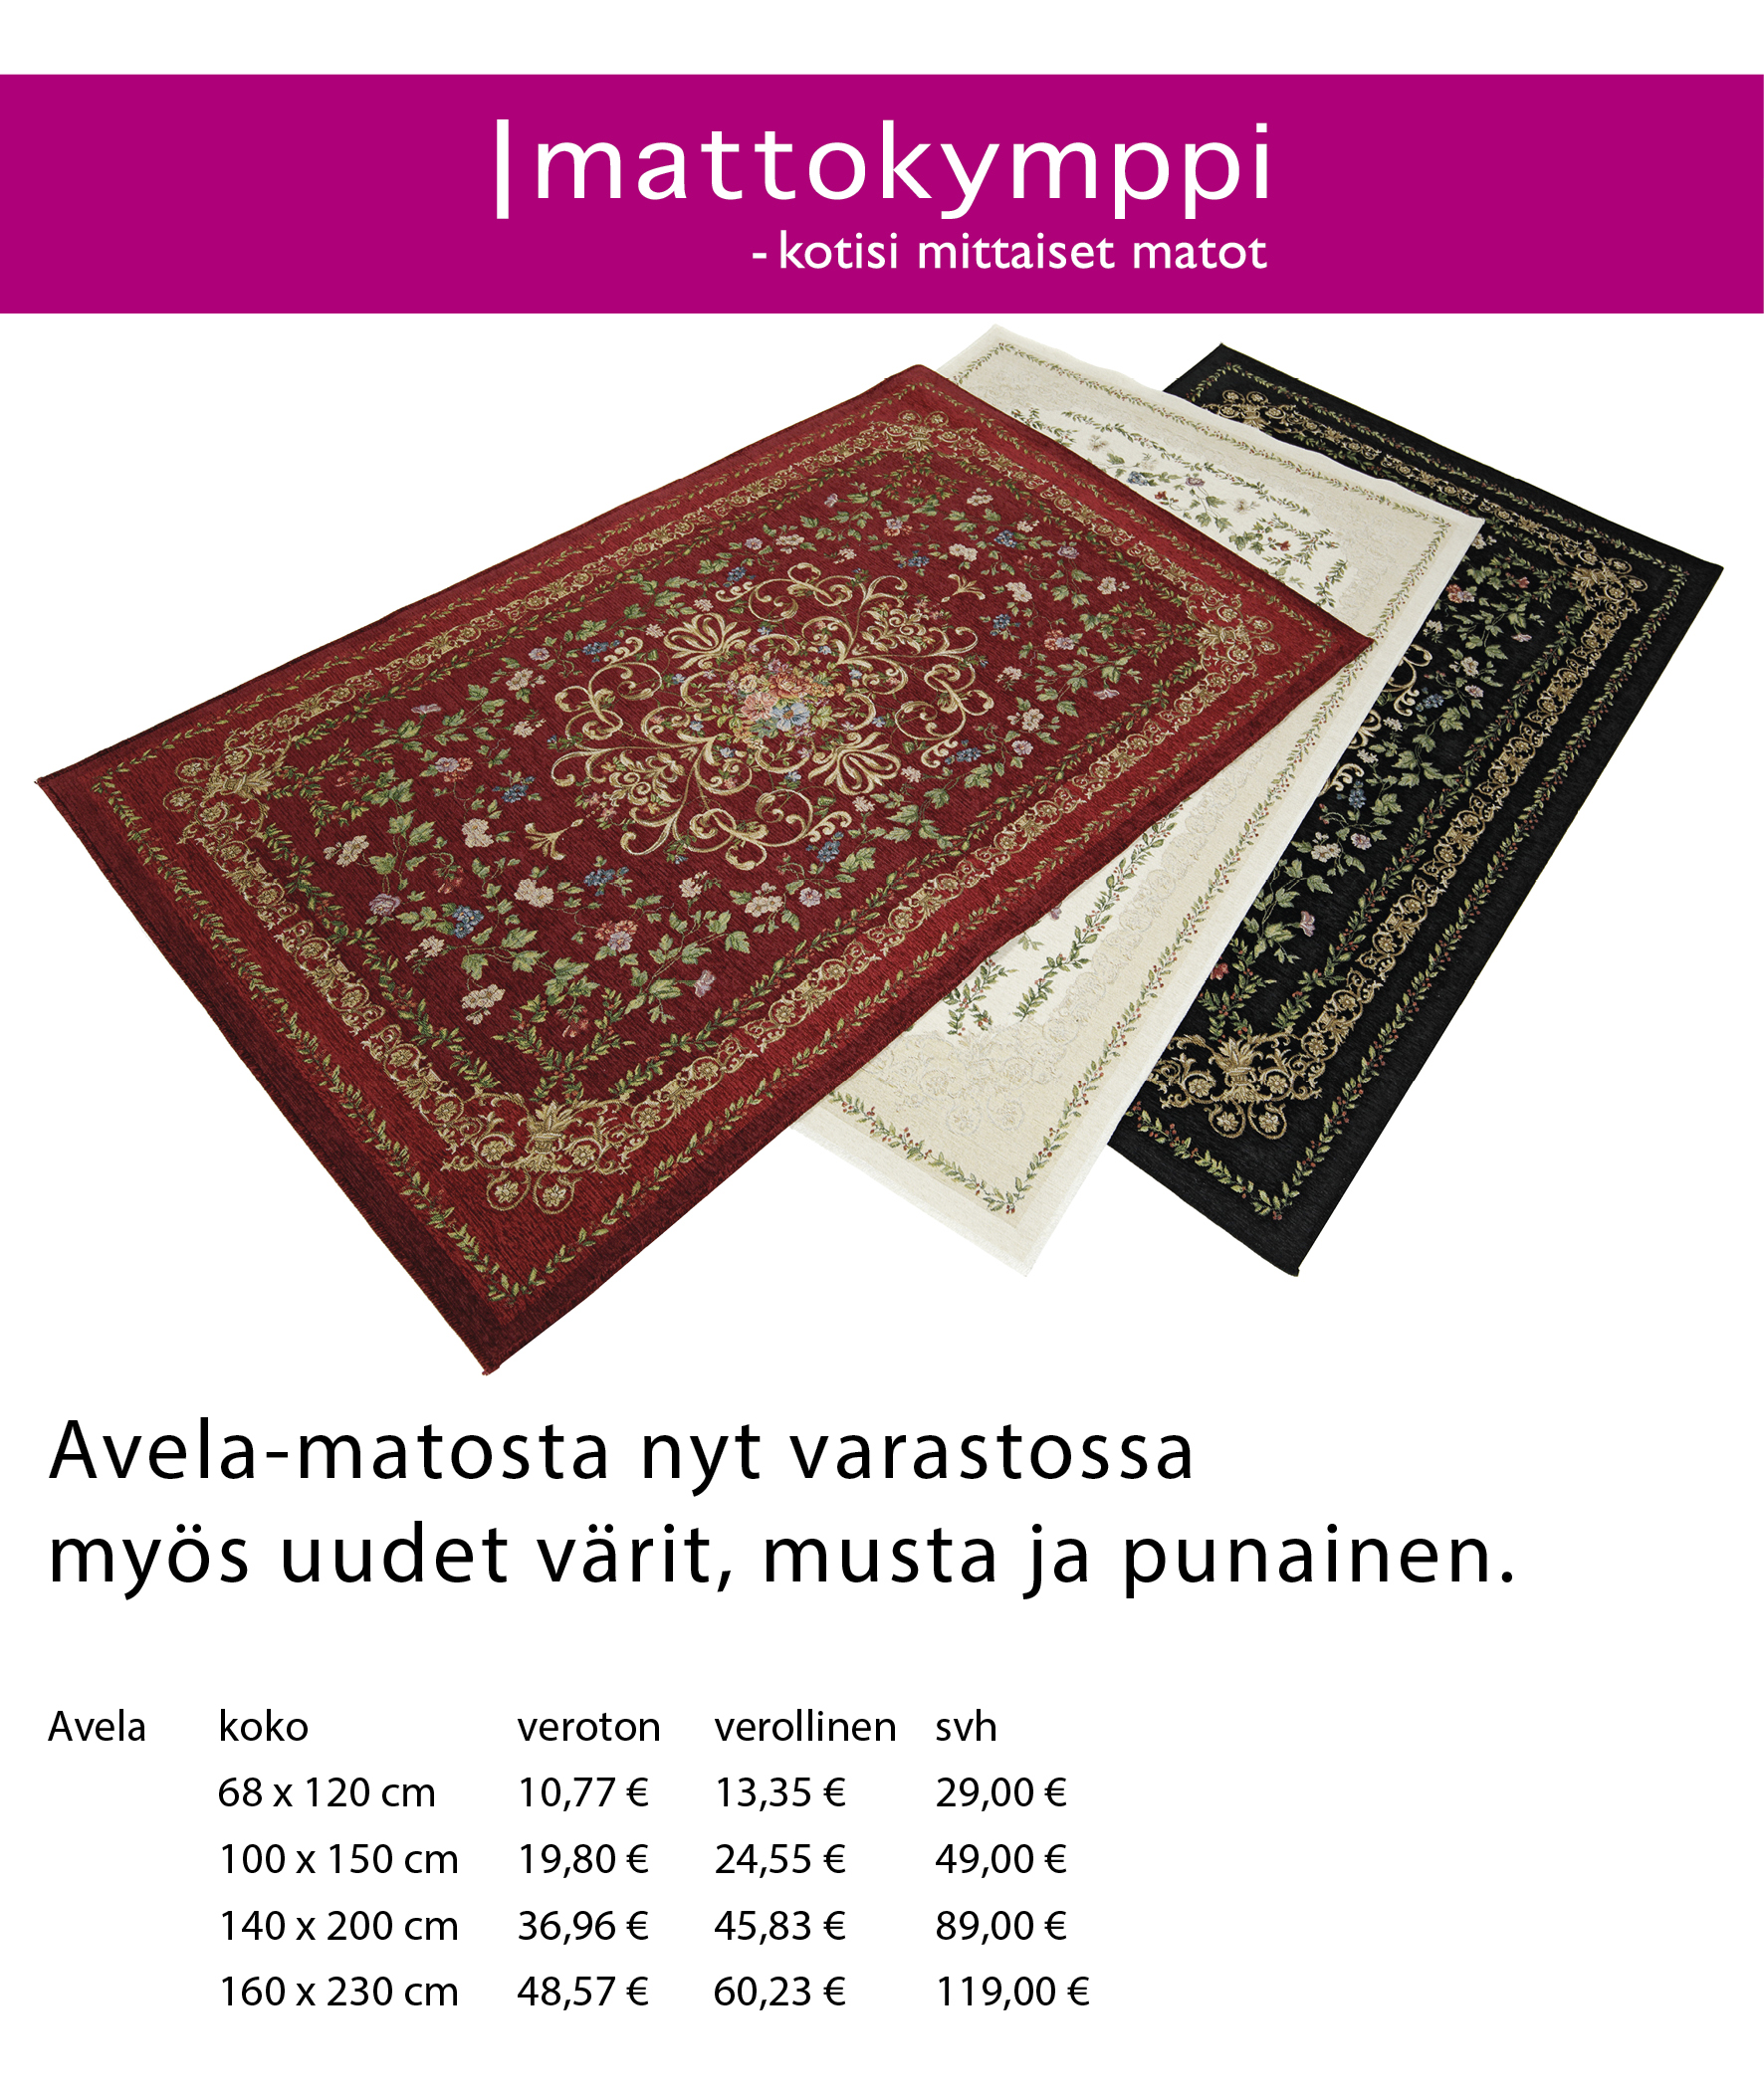 mattokymppi
- kotisi mittaiset matot
Avela-matosta nyt varastossa
myös uudet värit, musta ja punainen.
Avela koko veroton verollinen svh
68 x 120 cm 10,77 € 13,35 € 29,00 €
100 x 150 cm 19,80 € 24,55 € 49,00 €
140 x 200 cm 36,96 € 45,83 € 89,00 €
160 x 230 cm 48,57 € 60,23 € 119,00 €